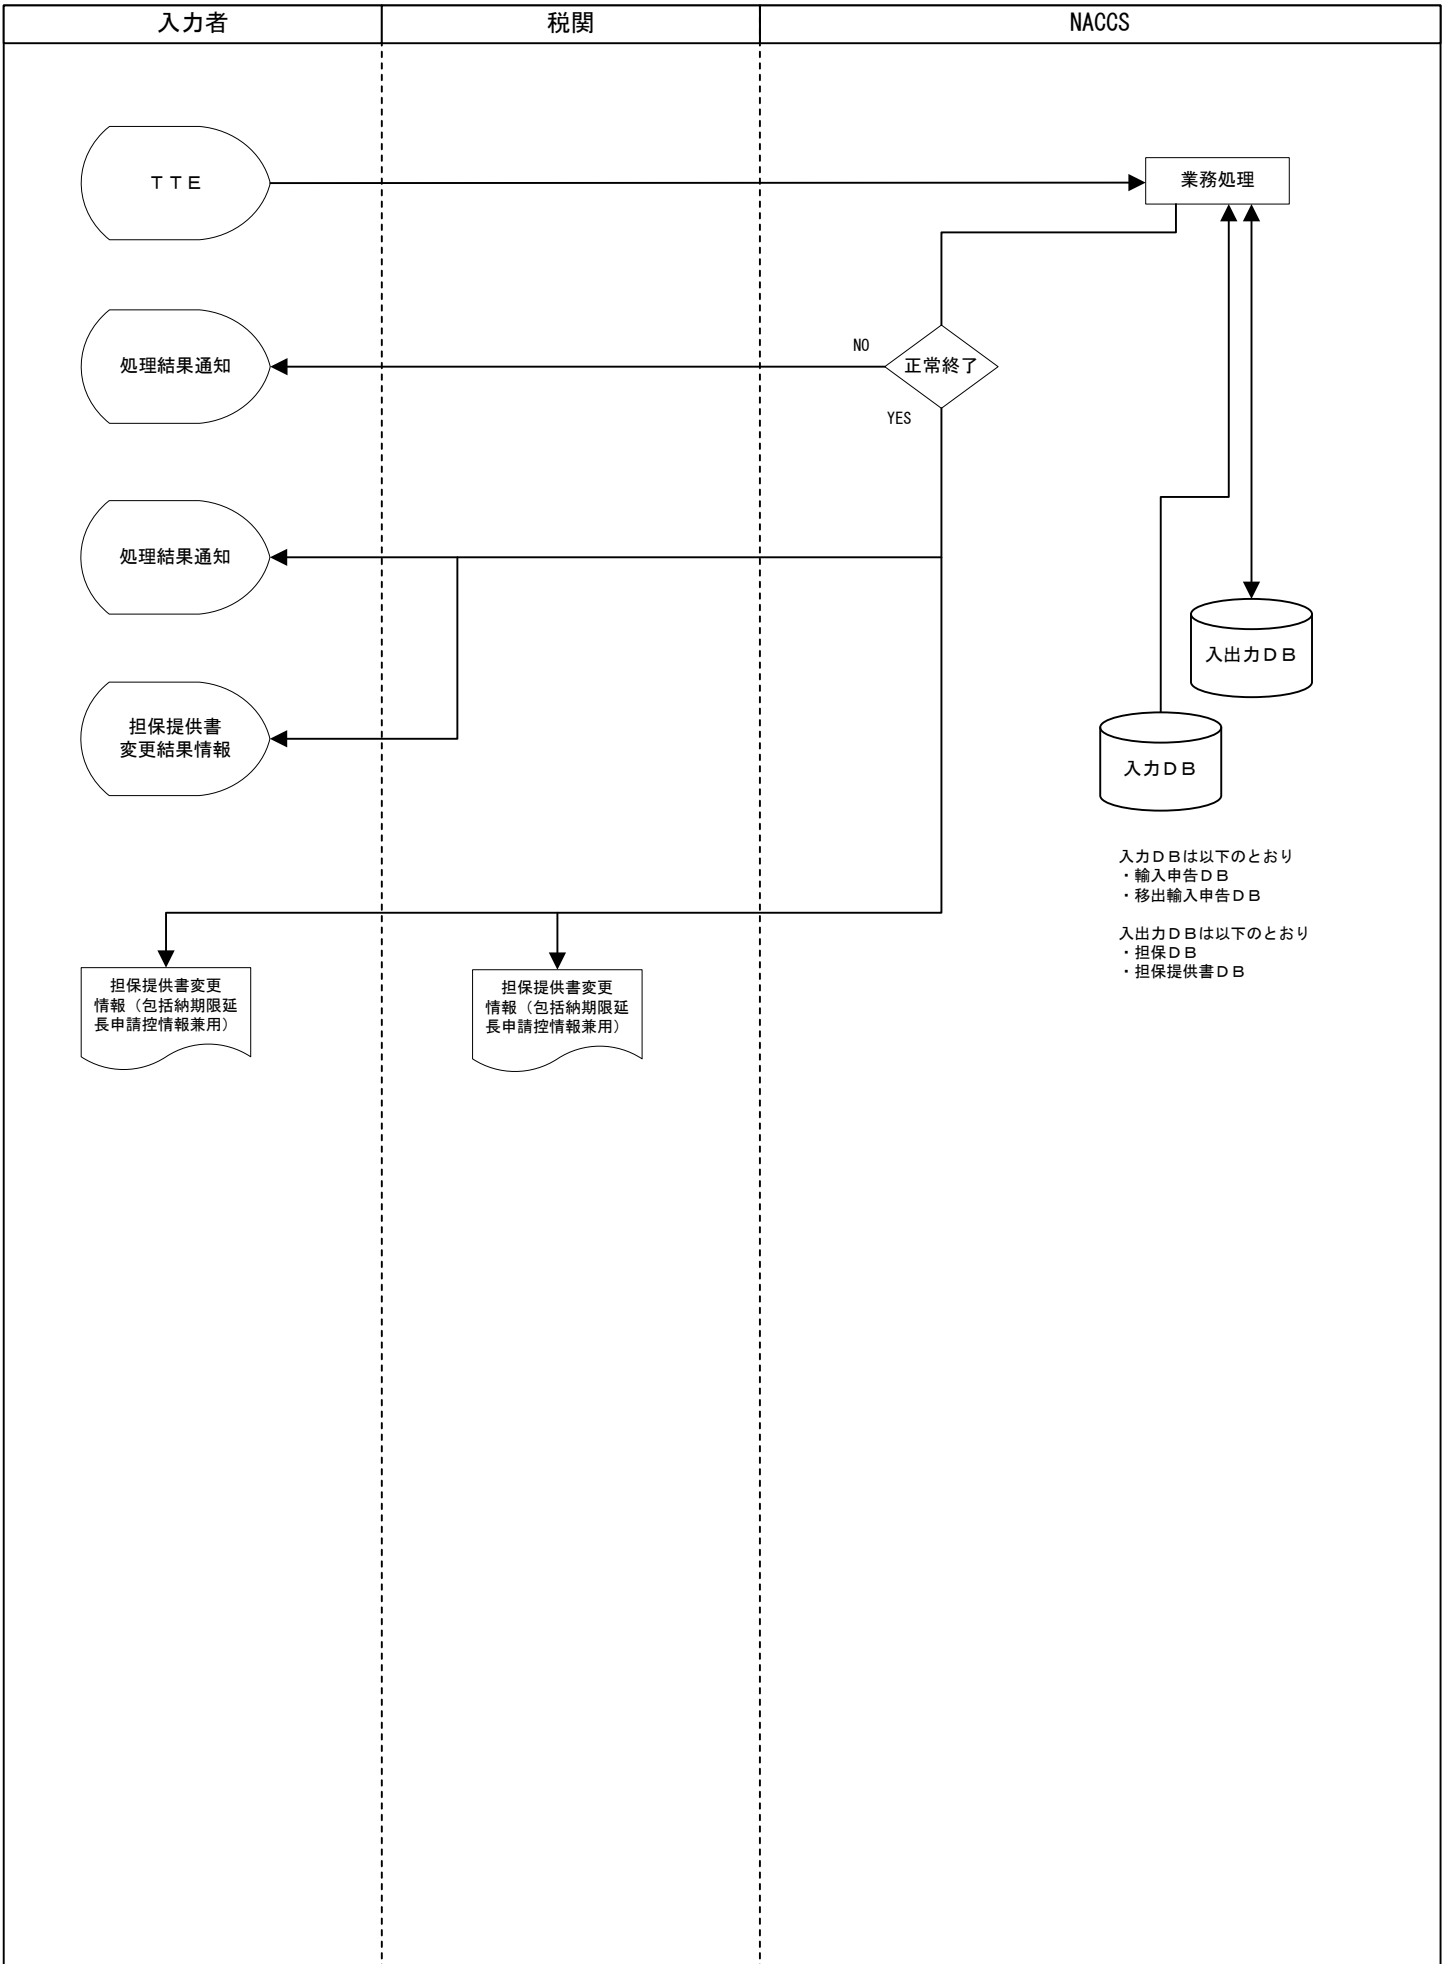 入力者
税関
NACCS
ＴＴＥ
業務処理
処理結果通知
NO
正常終了
YES
処理結果通知
入出力ＤＢ
担保提供書
変更結果情報
入力ＤＢ
入力ＤＢは以下のとおり
・輸入申告ＤＢ
・移出輸入申告ＤＢ
入出力ＤＢは以下のとおり
・担保ＤＢ
・担保提供書ＤＢ
担保提供書変更
情報（包括納期限延
長申請控情報兼用）
担保提供書変更
情報（包括納期限延
長申請控情報兼用）